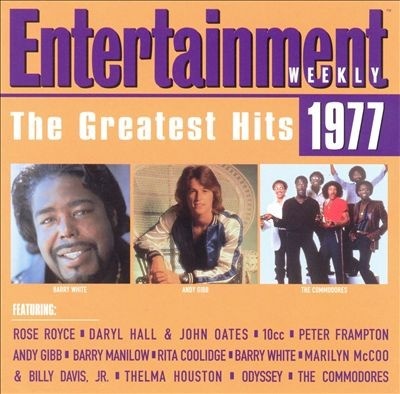 Entertainment
WEEKLY
The Greatest Hits 1977
BARRY WHITE
ANDY GIBB
THE COMMODORES
FEATURING:
ROSE ROYCE ▪ DARYL HALL & JOHN OATES ▪ 10cc ▪ PETER FRAMPTON
ANDY GIBB ▪ BARRY MANILOW ▪ RITA COOLIDGE ▪ BARRY WHITE ▪ MARILYN McCOO
& BILLY DAVIS, JR. ▪ THELMA HOUSTON ▪ ODYSSEY ▪ THE COMMODORES